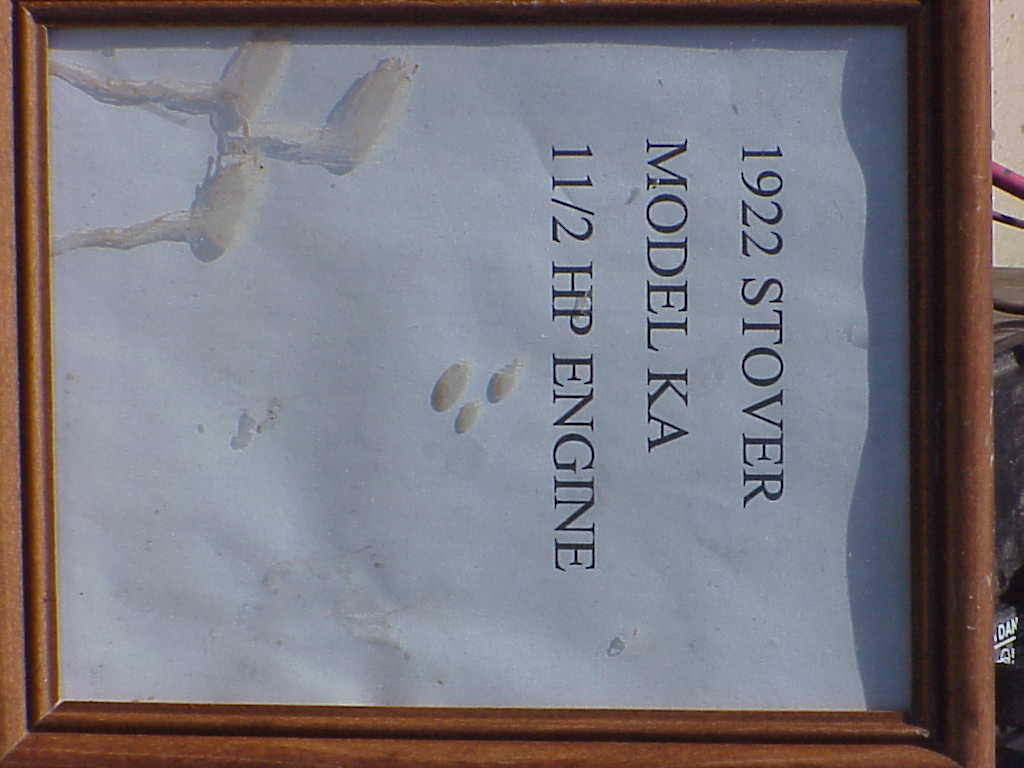 1922 STOVER
MODEL KA
11/2 HP ENGINE